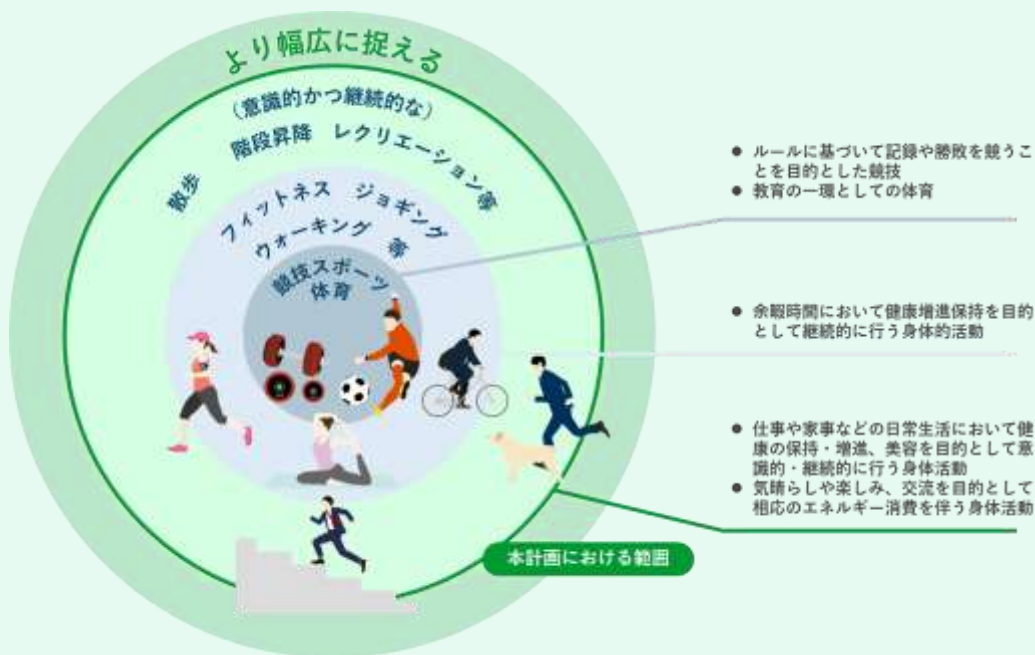 より幅広に捉える
(意識的かつ継続的な)
散歩 階段昇降 レクリエーション等
フィットネス ジョギング
ウォーキング 等
競技スポーツ
体育
● ルールに基づいて記録や勝敗を競うこ
とを目的とした競技
● 教育の一環としての体育
● 余暇時間において健康増進保持を目的
として継続的に行う身体的活動
● 仕事や家事などの日常生活において健
康の保持・増進、美容を目的として意
識的・継続的に行う身体活動
● 気晴らしや楽しみ、交流を目的として
相応のエネルギー消費を伴う身体活動
本計画における範囲